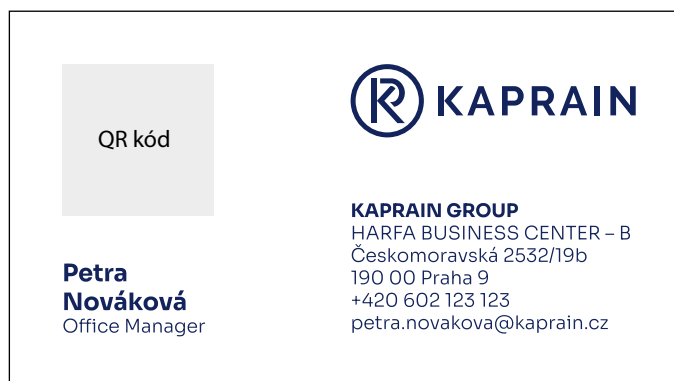 QR kód
Petra
Nováková
Office Manager
KAPRAIN
KAPRAIN GROUP
HARFA BUSINESS CENTER – B
Českomoravská 2532/19b
190 00 Praha 9
+420 602 123 123
petra.novakova@kaprain.cz